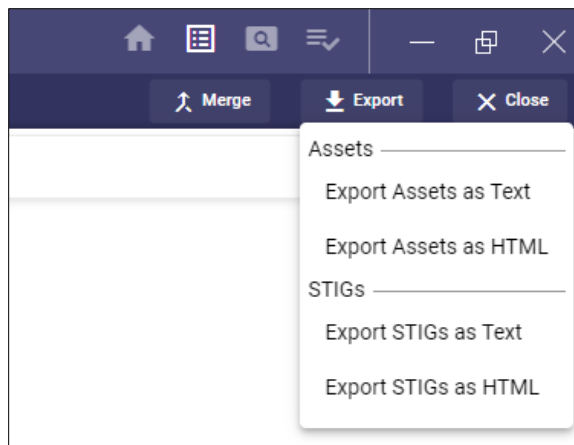 Merge Export Close
Assets
Export Assets as Text
Export Assets as HTML
STIGs
Export STIGs as Text
Export STIGs as HTML